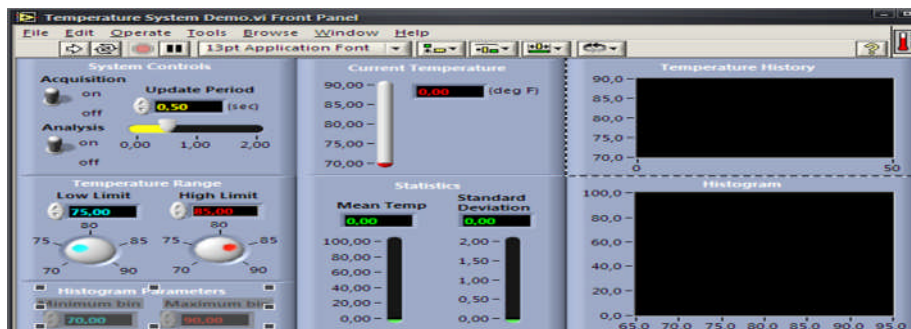 Temperature System Demo.vi Front Panel
File Edit Operate Tools Browse Window Help
13pt Application Font
System Controls
Acquisition
on
off
Update Period
0,50 (sec)
0,00 1,00 2,00
Analysis
on
off
Current Temperature
90,00
85,00
80,00
75,00
70,00
0,00 (deg F)
Temperature History
90,0
85,0
80,0
75,0
70,0
0 50
Temperature Range
Low Limit High Limit
75,00 85,00
80 80
75 85 75 85
70 90 70 90
Statistics
Mean Temp
0,00
100,00
80,00
60,00
40,00
20,00
0,00
Standard
Deviation
0,00
2,00
1,50
1,00
0,50
0,00
Histogram
100,0
80,0
60,0
40,0
20,0
0,0
65,0 70,0 75,0 80,0 85,0 90,0 95,0
Histogram Parameters
Minimum bin Maximum bin
70,00 90,00